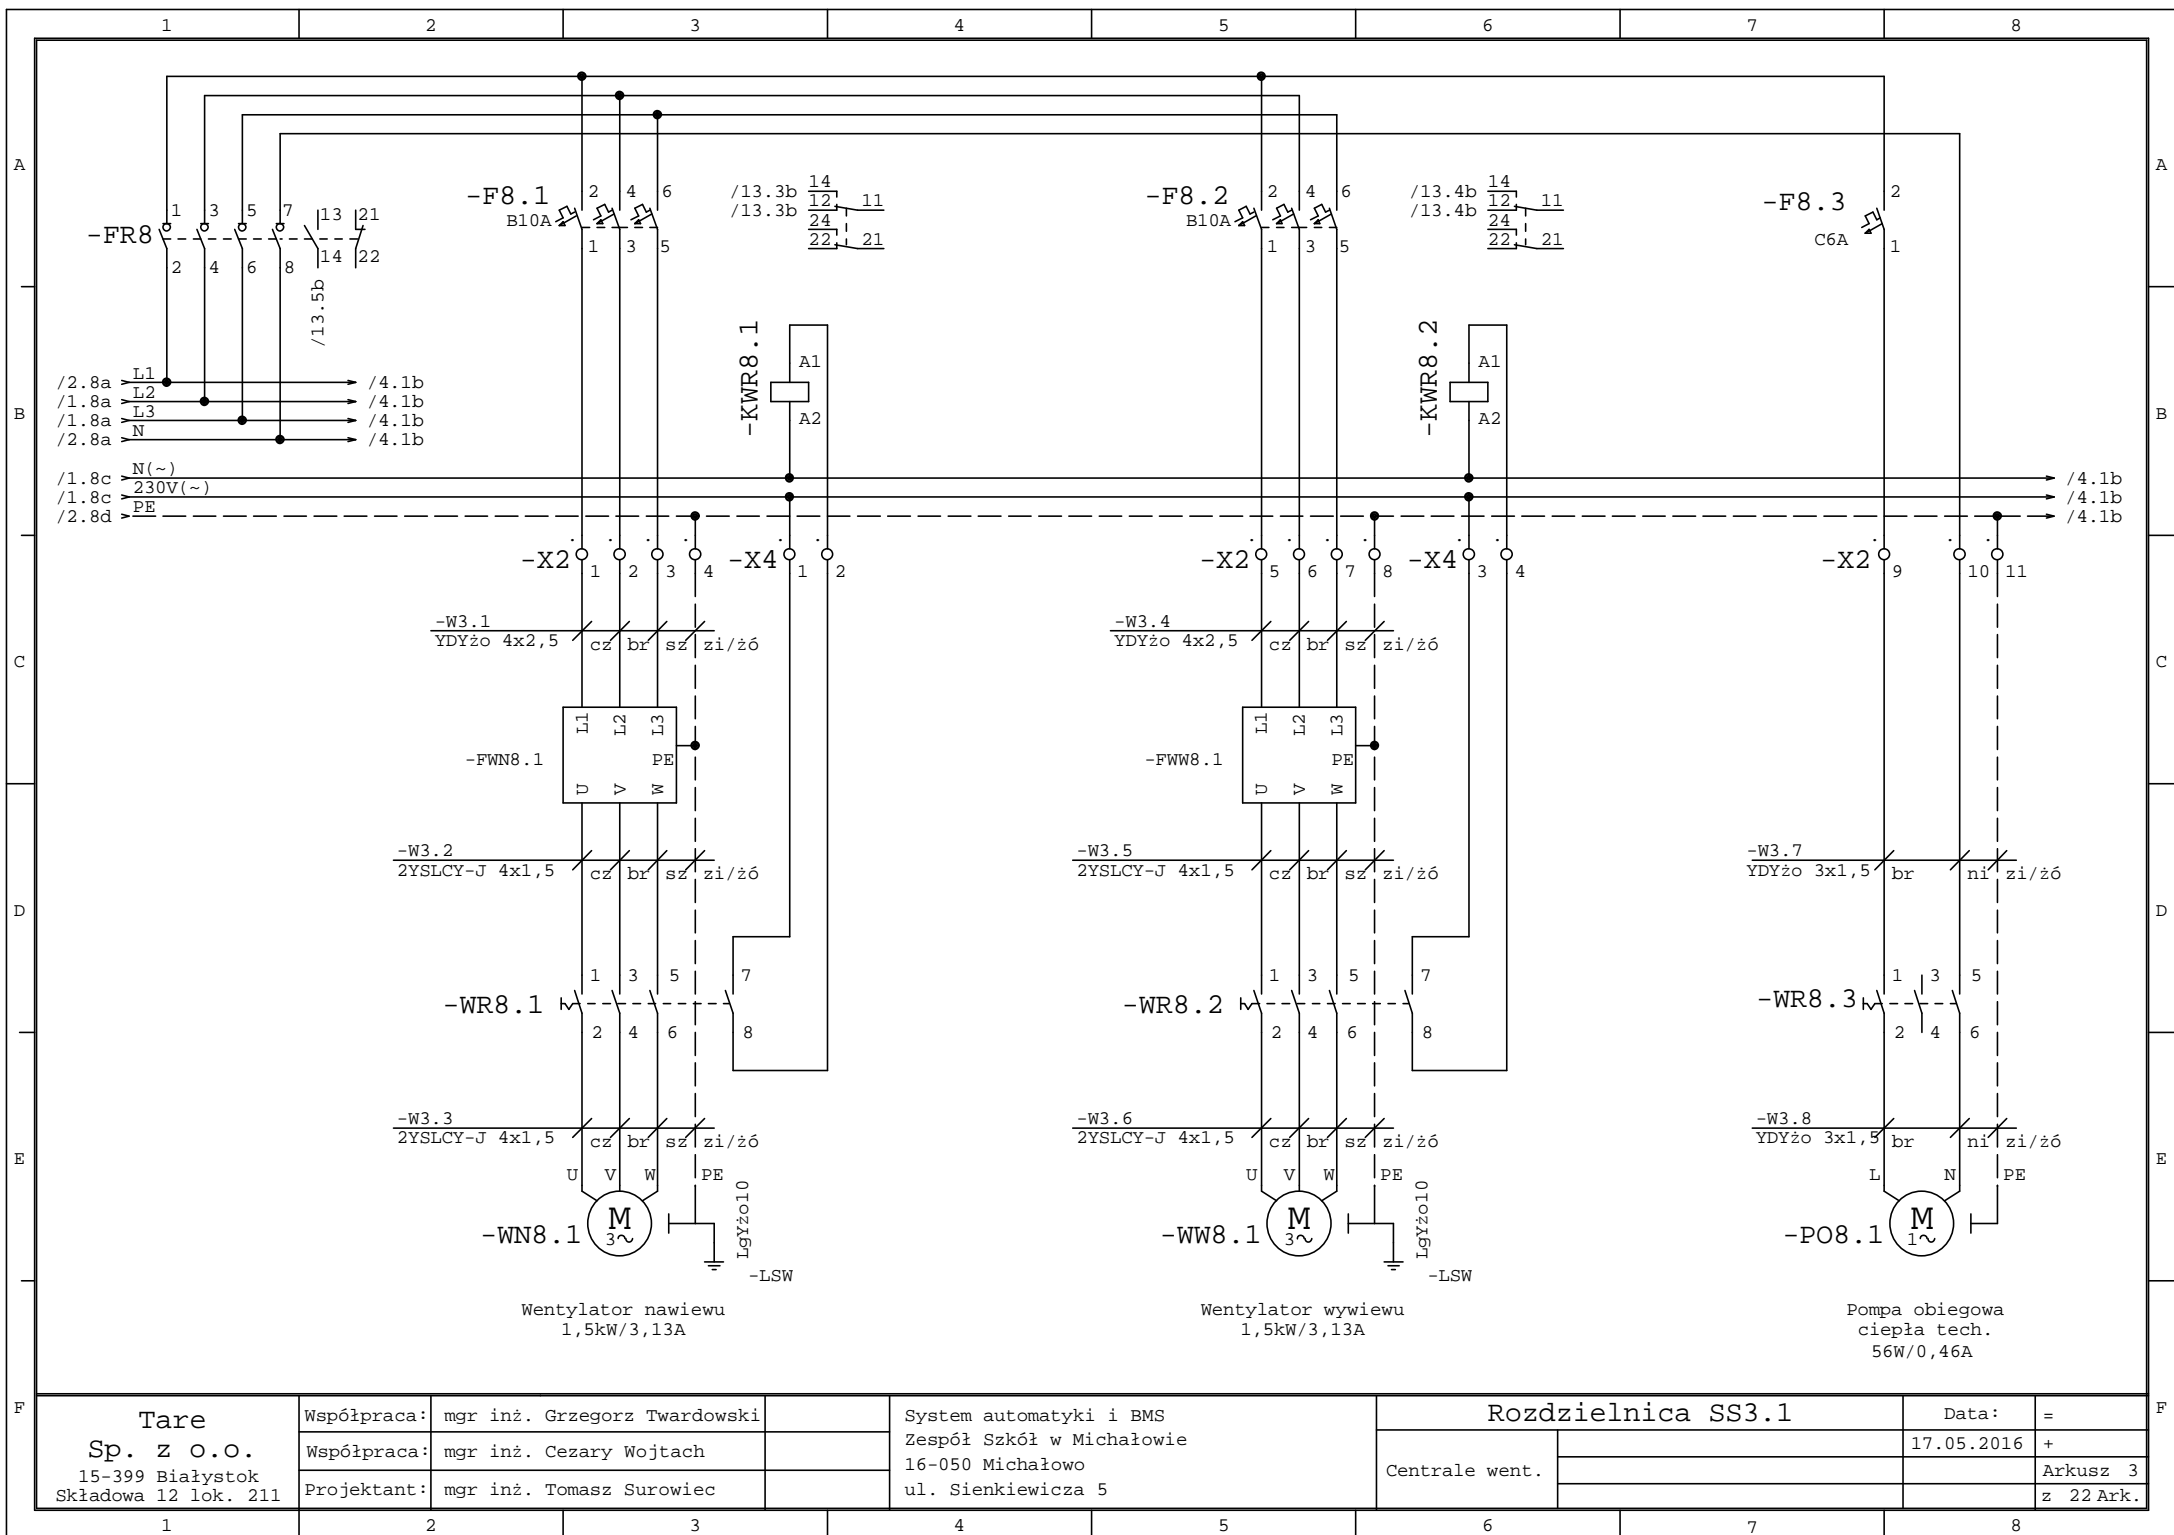 1 2 3 4 5 6 7 8
A A
-FR8
1 3 5 7 13 21
2 4 6 8 14 22
/13.5b
-F8.1
B10A
2 4 6
1 3 5
/13.3b 14
/13.3b 12 11
24
22 21
-F8.2
B10A
2 4 6
1 3 5
/13.4b 14
/13.4b 12 11
24
22 21
-F8.3
C6A
2
1
B B
/2.8a L1 /4.1b
/1.8a L2 /4.1b
/1.8a L3 /4.1b
/2.8a N /4.1b
-KWR8.1
A1
A2
-KWR8.2
A1
A2
/1.8c N(~) /4.1b
/1.8c 230V(~) /4.1b
/2.8d PE /4.1b
C C
-X2 1 2 3 4
-X4 1 2
-X2 5 6 7 8
-X4 3 4
-X2 9 10 11
-W3.1
YDYżo 4x2,5 cz br sz zi/żó
-W3.4
YDYżo 4x2,5 cz br sz zi/żó
L1 L2 L3
-FWN8.1 PE
U V W
L1 L2 L3
-FWW8.1 PE
U V W
D D
-W3.2
2YSLCY-J 4x1,5 cz br sz zi/żó
-W3.5
2YSLCY-J 4x1,5 cz br sz zi/żó
-W3.7
YDYżo 3x1,5 br ni zi/żó
-WR8.1
1 3 5 7
2 4 6 8
-WR8.2
1 3 5 7
2 4 6 8
-WR8.3
1 3 5
2 4 6
E E
-W3.3
2YSLCY-J 4x1,5 cz br sz zi/żó
-W3.6
2YSLCY-J 4x1,5 cz br sz zi/żó
-W3.8
YDYżo 3x1,5 br ni zi/żó
U V W PE
-WN8.1
M
3~
LgYżo10
-LSW
U V W PE
-WW8.1
M
3~
LgYżo10
-LSW
L N PE
-PO8.1
M
1~
Wentylator nawiewu
1,5kW/3,13A
Wentylator wywiewu
1,5kW/3,13A
Pompa obiegowa
ciepła tech.
56W/0,46A
F F
Tare
Sp. z o.o.
15-399 Białystok
Składowa 12 lok. 211
Współpraca: mgr inż. Grzegorz Twardowski
Współpraca: mgr inż. Cezary Wojtach
Projektant: mgr inż. Tomasz Surowiec
System automatyki i BMS
Zespół Szkół w Michałowie
16-050 Michałowo
ul. Sienkiewicza 5
Rozdzielnica SS3.1
Centrale went.
Data:
17.05.2016
=
+
Arkusz 3
z 22 Ark.
1 2 3 4 5 6 7 8